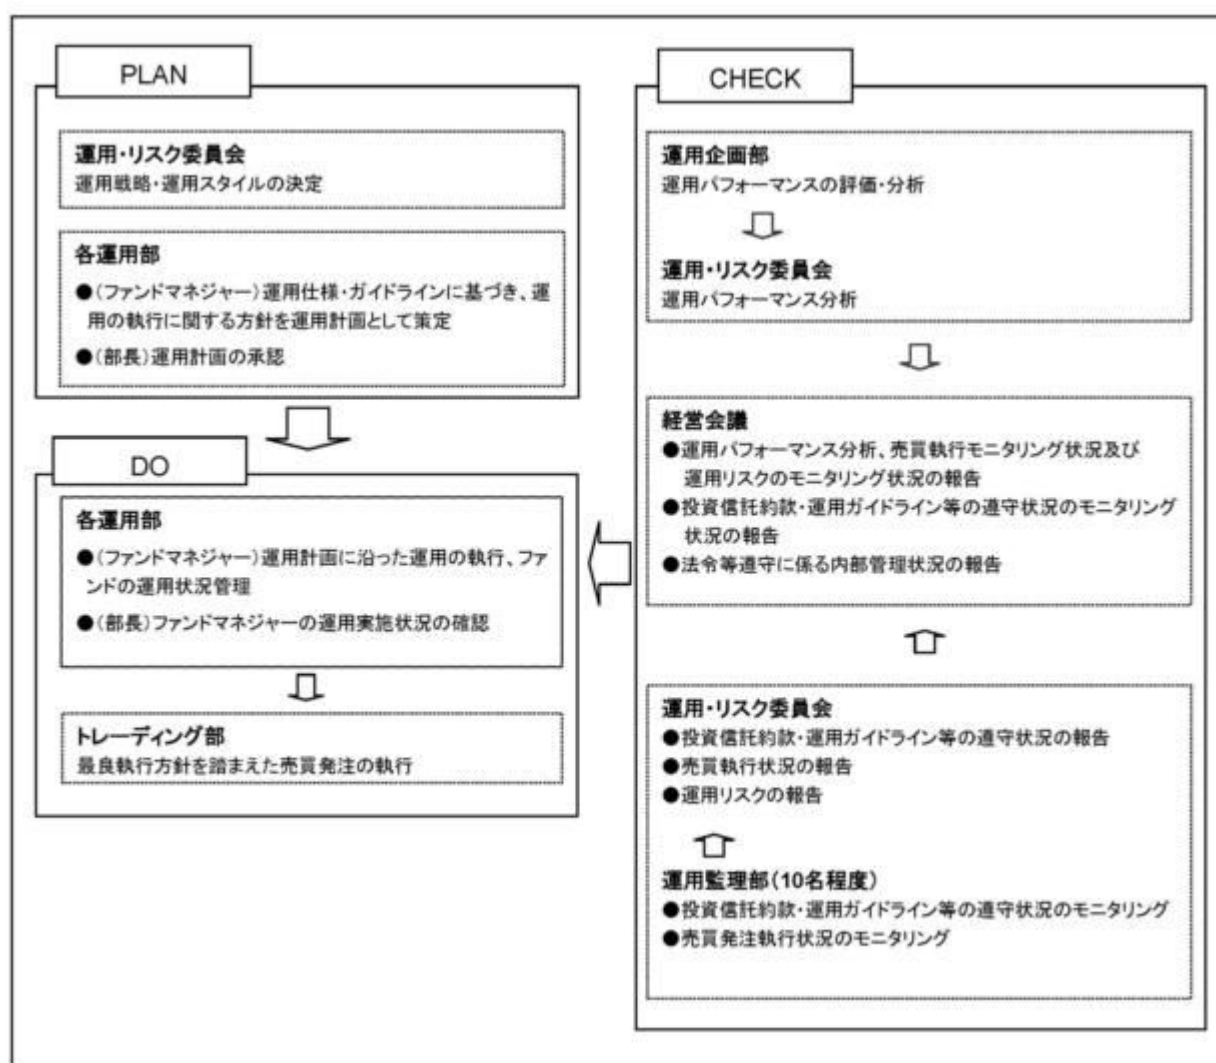 PLAN
運用・リスク委員会
運用戦略・運用スタイルの決定
各運用部
●(ファンドマネジャー)運用仕様・ガイドラインに基づき、運
用の執行に関する方針を運用計画として策定
●(部長)運用計画の承認
DO
各運用部
●(ファンドマネジャー)運用計画に沿った運用の執行、ファ
ンドの運用状況管理
●(部長)ファンドマネジャーの運用実施状況の確認
トレーディング部
最良執行方針を踏まえた売買発注の執行
CHECK
運用企画部
運用パフォーマンスの評価・分析
運用・リスク委員会
運用パフォーマンス分析
経営会議
●運用パフォーマンス分析、売買執行モニタリング状況及び
運用リスクのモニタリング状況の報告
●投資信託約款・運用ガイドライン等の遵守状況のモニタリング
状況の報告
●法令等遵守に係る内部管理状況の報告
運用・リスク委員会
●投資信託約款・運用ガイドライン等の遵守状況の報告
●売買執行状況の報告
●運用リスクの報告
運用監理部(10名程度)
●投資信託約款・運用ガイドライン等の遵守状況のモニタリング
●売買発注執行状況のモニタリング